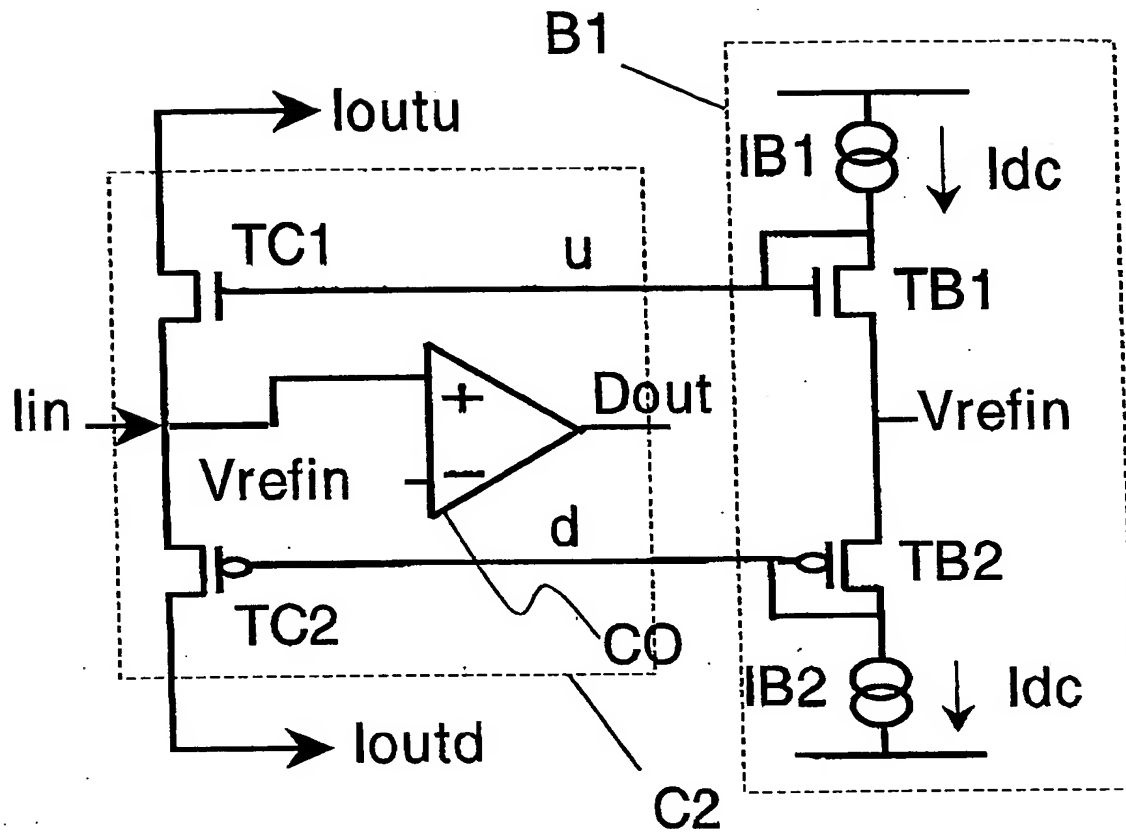 B1
Ioutu
IB1
Idc
TC1
u
TB1
Iin
+
Dout
Vrefin
Vrefin
−
d
TB2
TC2
CO
IB2
Idc
Ioutd
C2